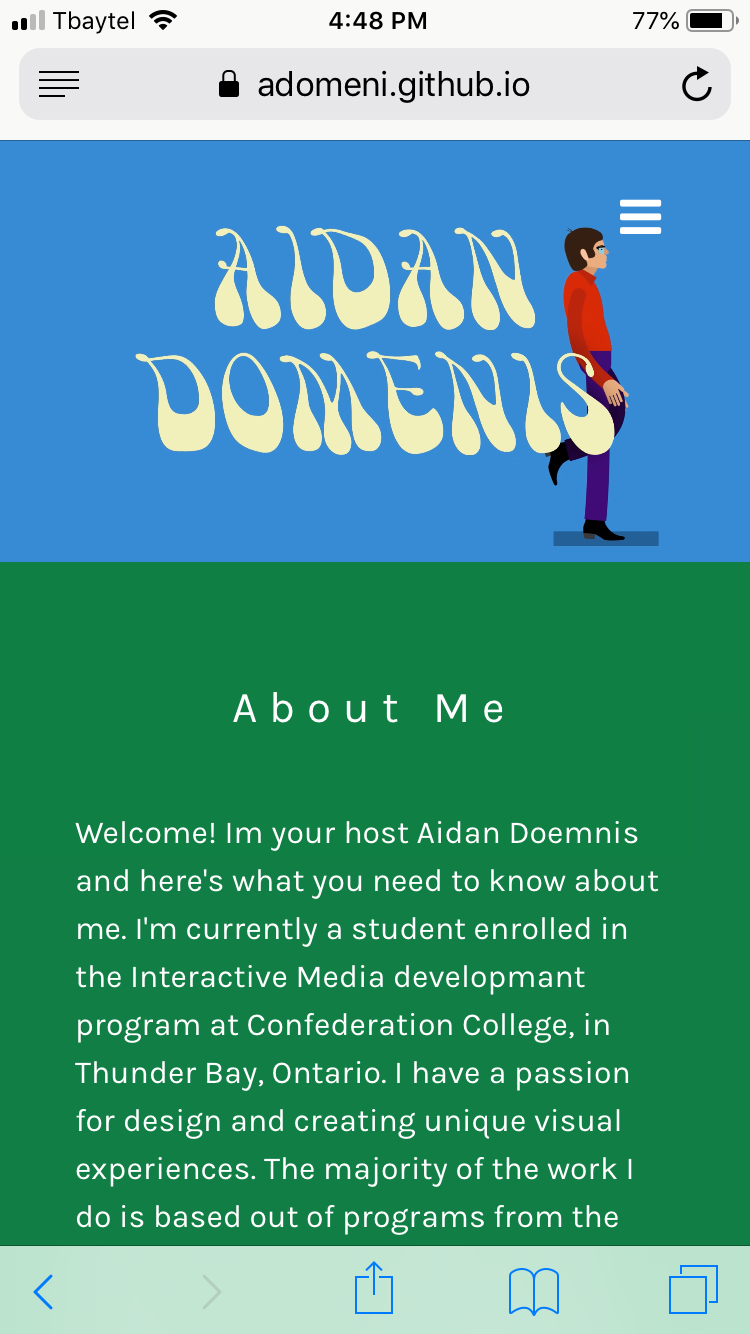 Tbaytel 4:48 PM 77%
adomeni.github.io
AIDAN
DOMENIS
About Me
Welcome! Im your host Aidan Doemnis
and here's what you need to know about
me. I'm currently a student enrolled in
the Interactive Media developmant
program at Confederation College, in
Thunder Bay, Ontario. I have a passion
for design and creating unique visual
experiences. The majority of the work I
do is based out of programs from the